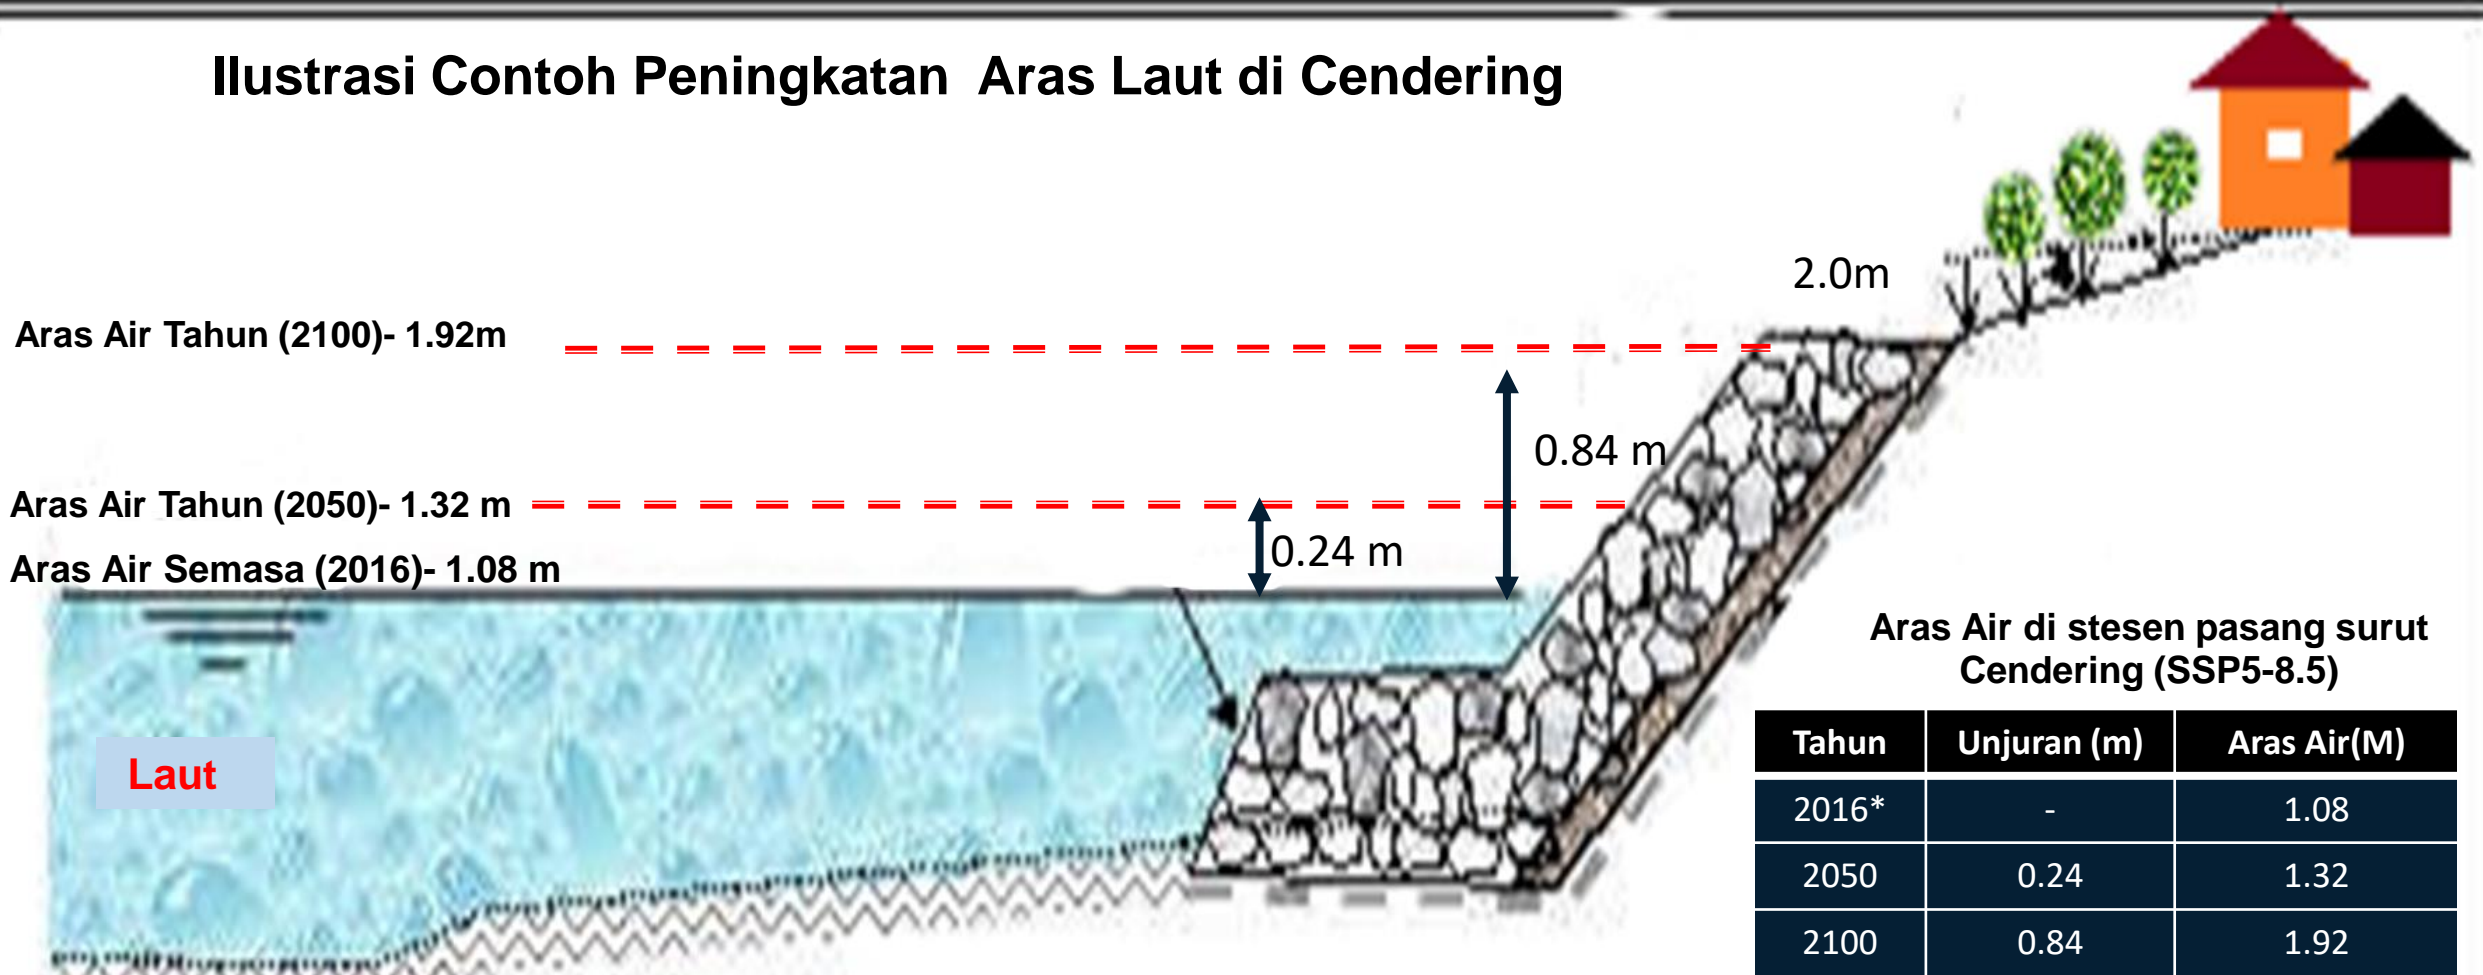 Ilustrasi Contoh Peningkatan Aras Laut di Cendering
2.0m
Aras Air Tahun (2100)- 1.92m
0.84 m
Aras Air Tahun (2050)- 1.32 m
0.24 m
Aras Air Semasa (2016)- 1.08 m
Laut
Aras Air di stesen pasang surut
Cendering (SSP5-8.5)
Tahun Unjuran (m) Aras Air(M)
2016* - 1.08
2050 0.24 1.32
2100 0.84 1.92